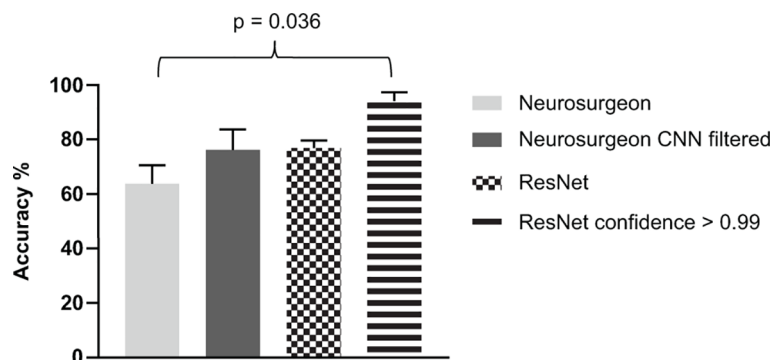 p = 0.036
100
80
60
40
20
0
Accuracy %
Neurosurgeon
Neurosurgeon CNN filtered
ResNet
ResNet confidence > 0.99